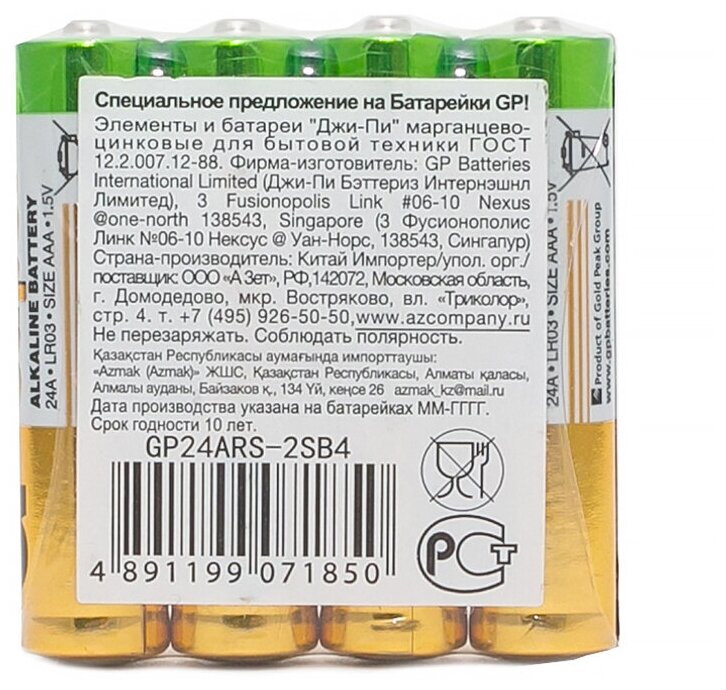 Специальное предложение на Батарейки GP!
Элементы и батареи "Джи-Пи" марганцево-
цинковые для бытовой техники ГОСТ
12.2.007.12-88. Фирма-изготовитель: GP Batteries
International Limited (Джи-Пи Бэттериз Интернэшнл
Лимитед), 3 Fusionopolis Link #06-10 Nexus
@one-north 138543, Singapore (3 Фусионополис
Линк №06-10 Нексус @ Уан-Норс, 138543, Сингапур)
Страна-производитель: Китай Импортер/упол. орг./
поставщик: ООО «А Зет», РФ,142072, Московская область,
г. Домодедово, мкр. Востряково, вл. «Триколор»,
стр. 4. т. +7 (495) 926-50-50,www.azcompany.ru
Не перезаряжать. Соблюдать полярность.
Қазақстан Республикасы аумағында импорттаушы:
«Azmak (Azmak)» ЖШС, Қазақстан Республикасы, Алматы қаласы,
Алмалы ауданы, Байзаков қ., 134 Үй, кеңсе 26 azmak_kz@mail.ru
Дата производства указана на батарейках ММ-ГГГГ.
Срок годности 10 лет.
GP24ARS-2SB4
4 891199 071850
РСТ
ALKALINE BATTERY
24A • LR03 • SIZE AAA • 1.5V
24A • LR03 • SIZE AAA • 1.5V
Product of Gold Peak Group
www.gpbatteries.com